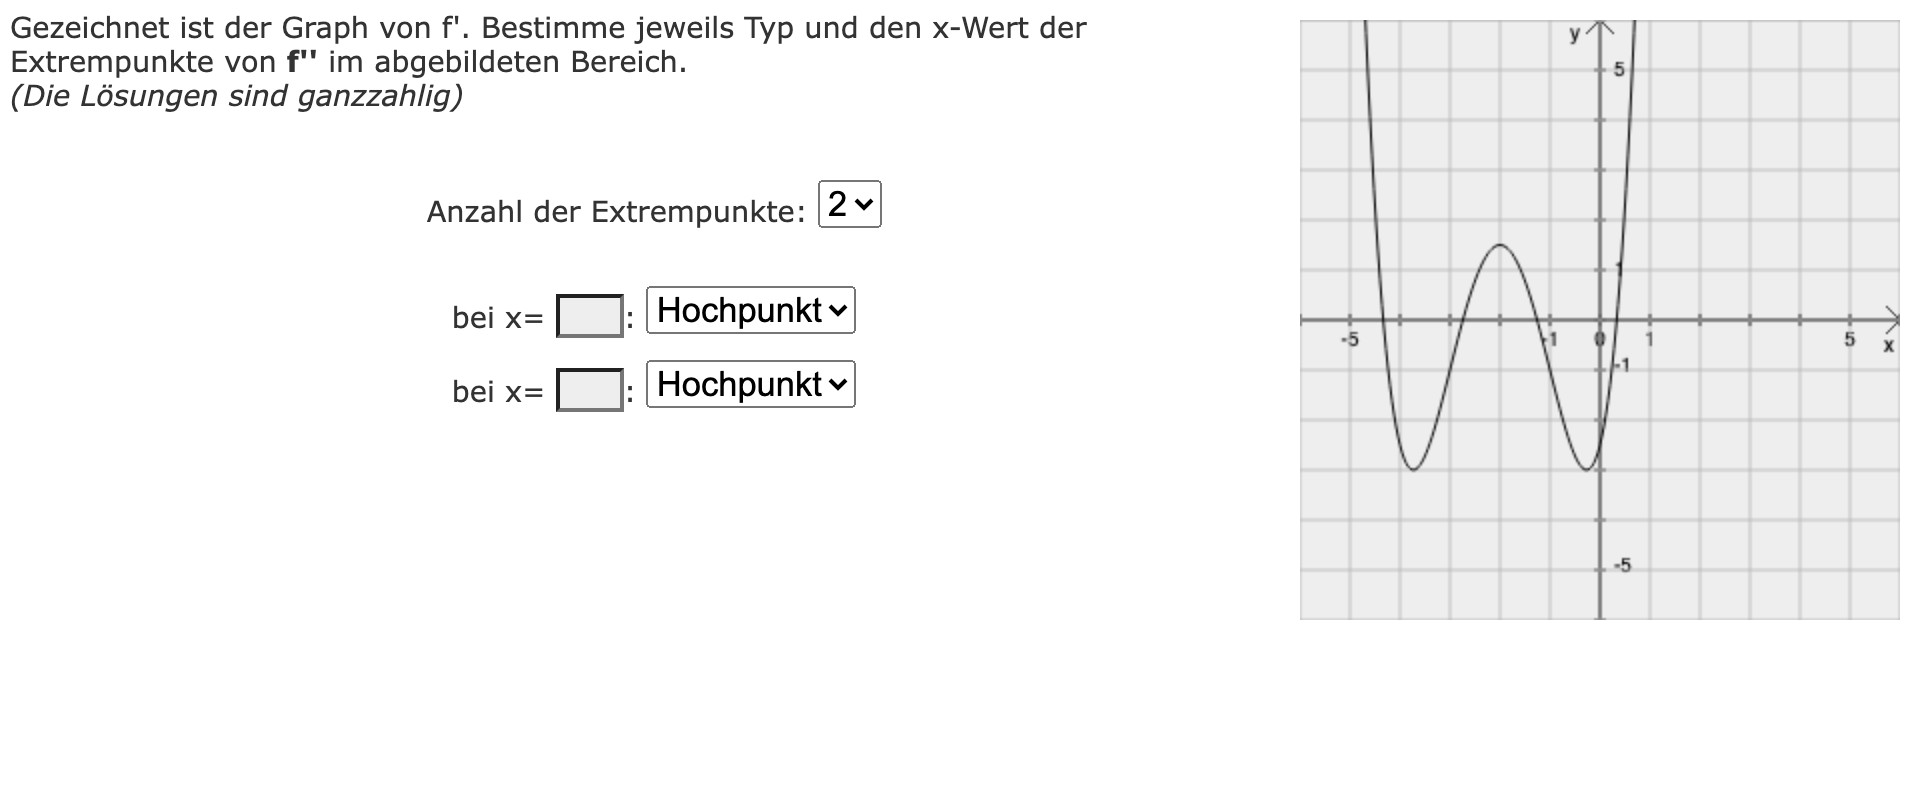 Gezeichnet ist der Graph von f'. Bestimme jeweils Typ und den x-Wert der
Extrempunkte von f'' im abgebildeten Bereich.
(Die Lösungen sind ganzzahlig)
Anzahl der Extrempunkte: 2
bei x= : Hochpunkt
bei x= : Hochpunkt
y
5
1
-5 -1 0 1 5 x
-1
-5